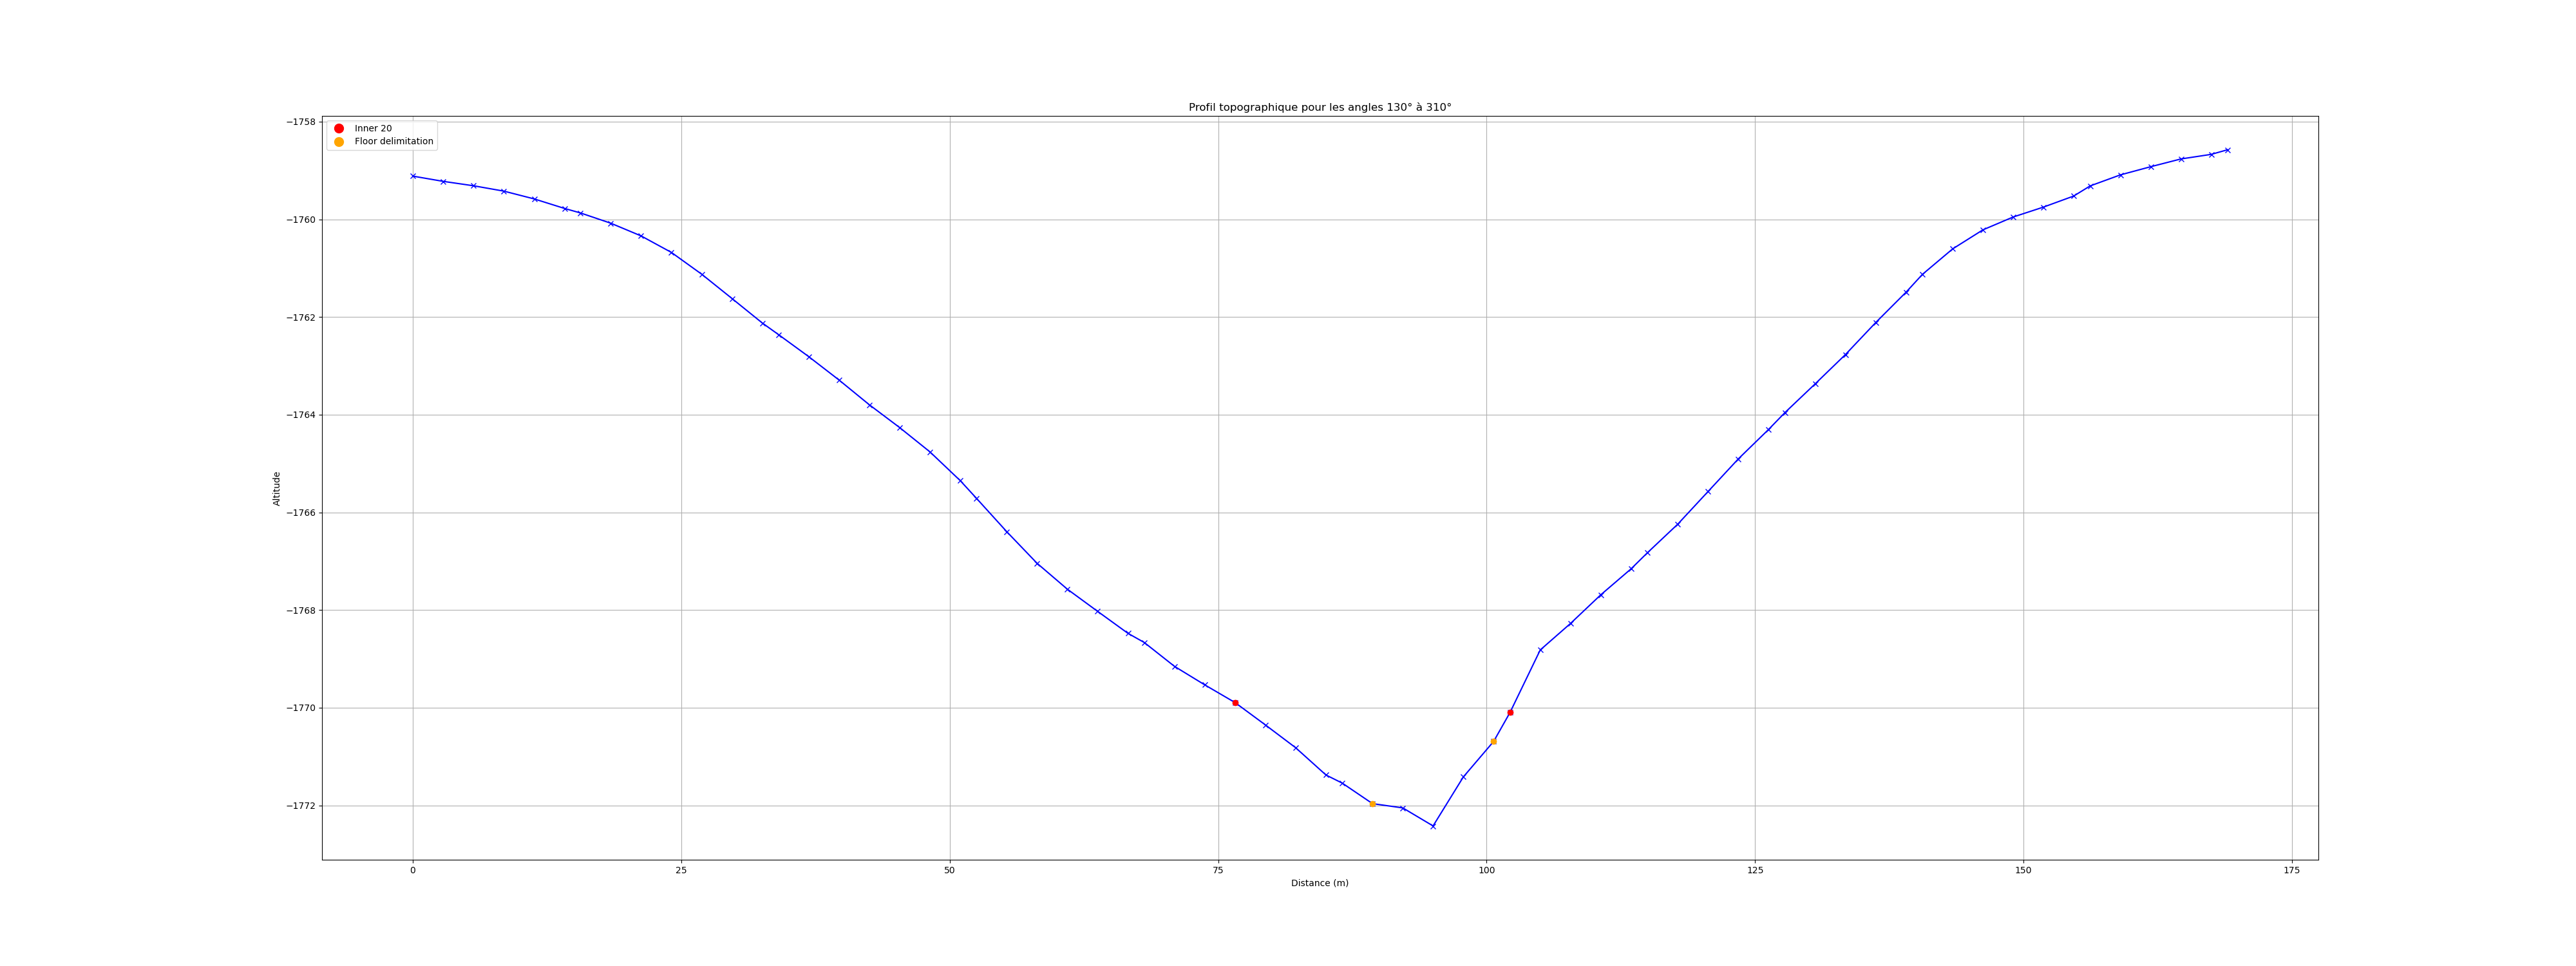 Profil topographique pour les angles 130° à 310°
Inner 20
Floor delimitation
−1758
−1760
−1762
−1764
−1766
−1768
−1770
−1772
Altitude
0 25 50 75 100 125 150 175
Distance (m)